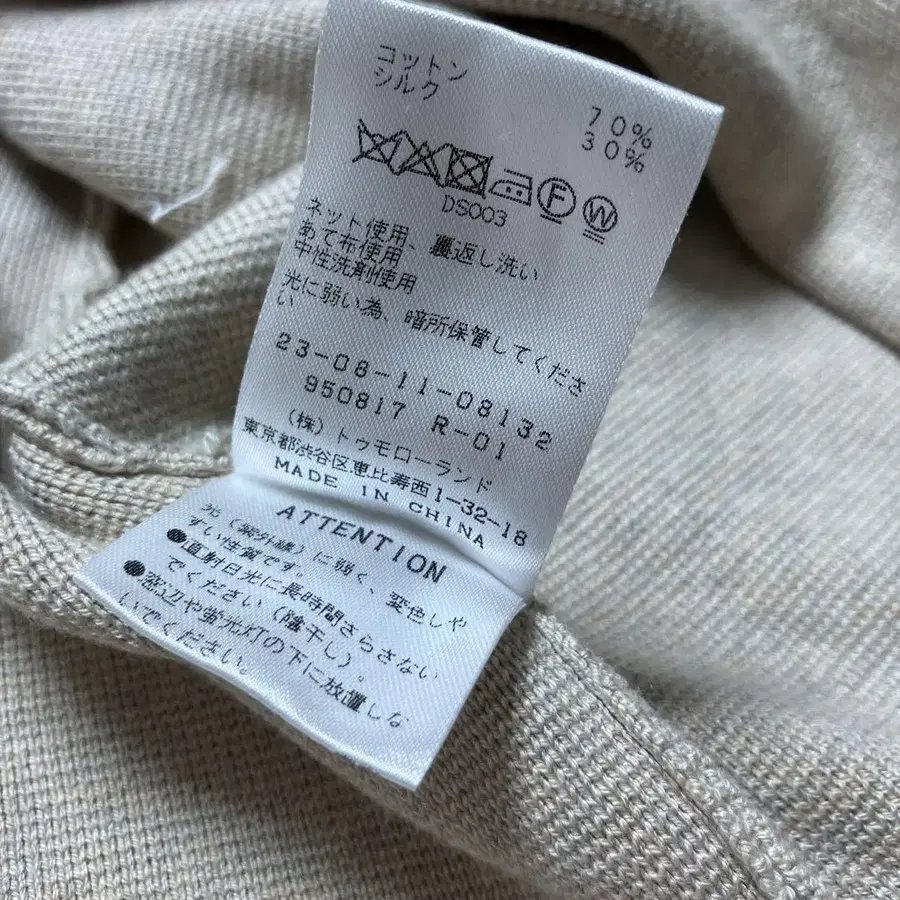 コットン 70%
シルク 30%
F
W
DS003
ネット使用、裏返し洗い
あて布使用
中性洗剤使用
光に弱い為、暗所保管してくださ
い
23-08-11-08132
950817 R-01
(株)トゥモローランド
東京都渋谷区恵比寿西1-32-18
MADE IN CHINA
ATTENTION
光(紫外線)に弱く、変色しや
すい性質です。
●直射日光に長時間さらさない
でください(陰干し)。
●窓辺や蛍光灯の下に放置しな
いでください。